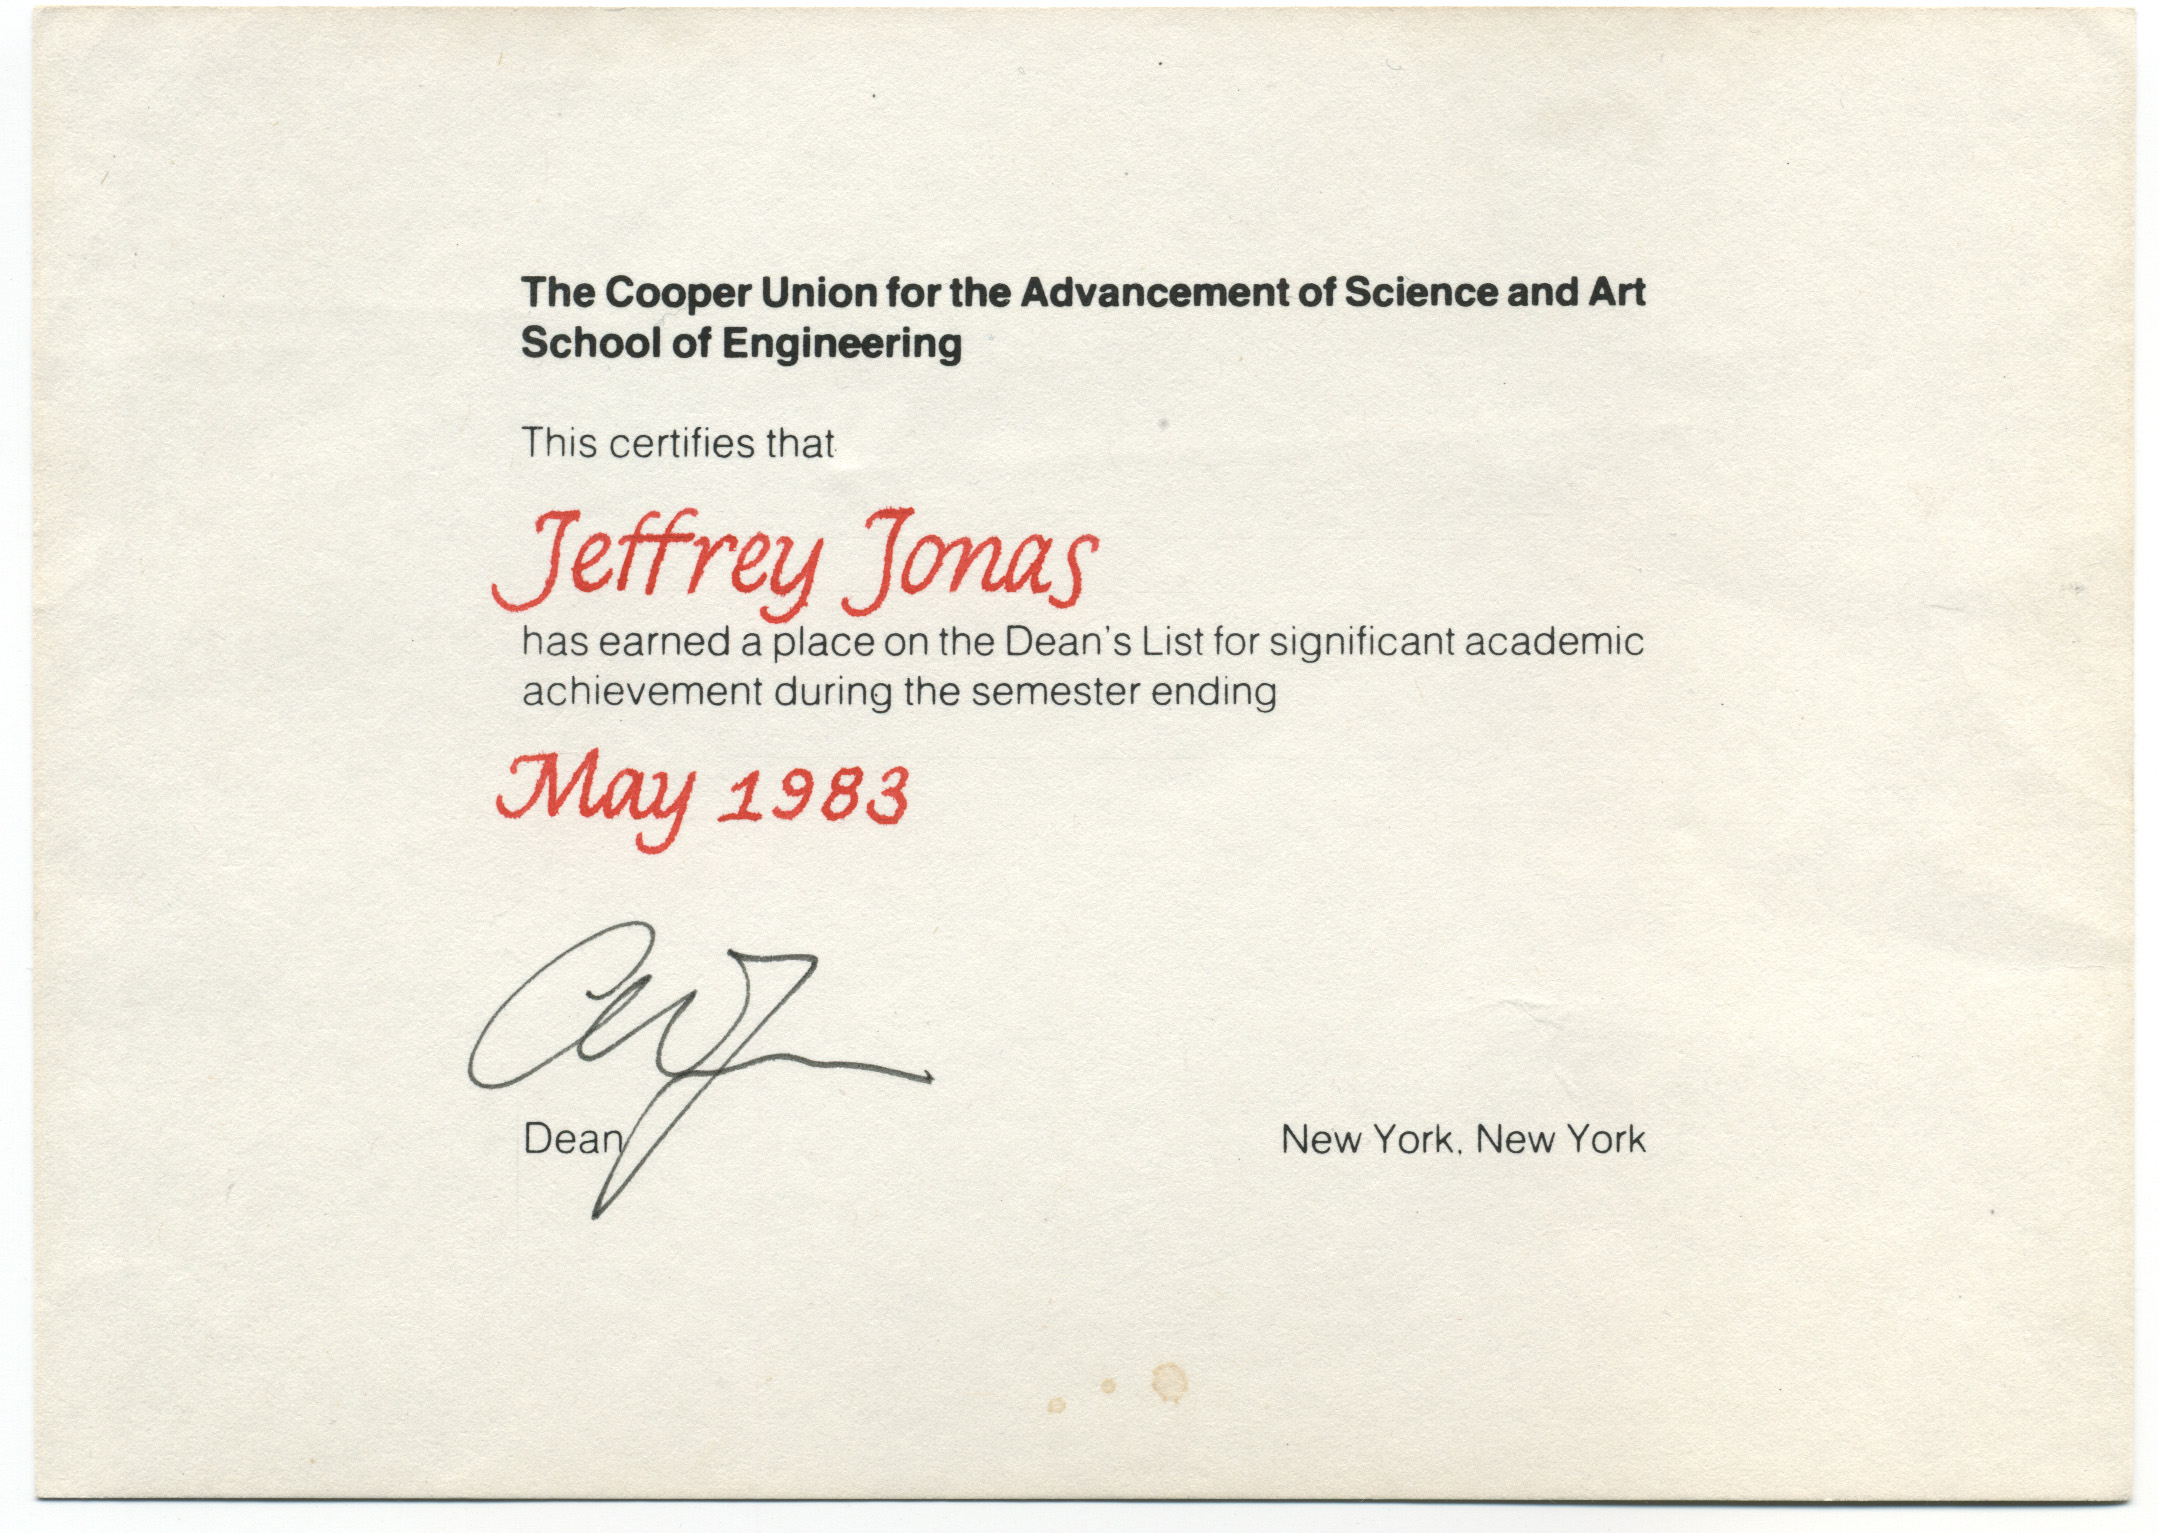 The Cooper Union for the Advancement of Science and Art
School of Engineering
This certifies that
Jeffrey Jonas
has earned a place on the Dean's List for significant academic
achievement during the semester ending
May 1983
Dean
New York, New York